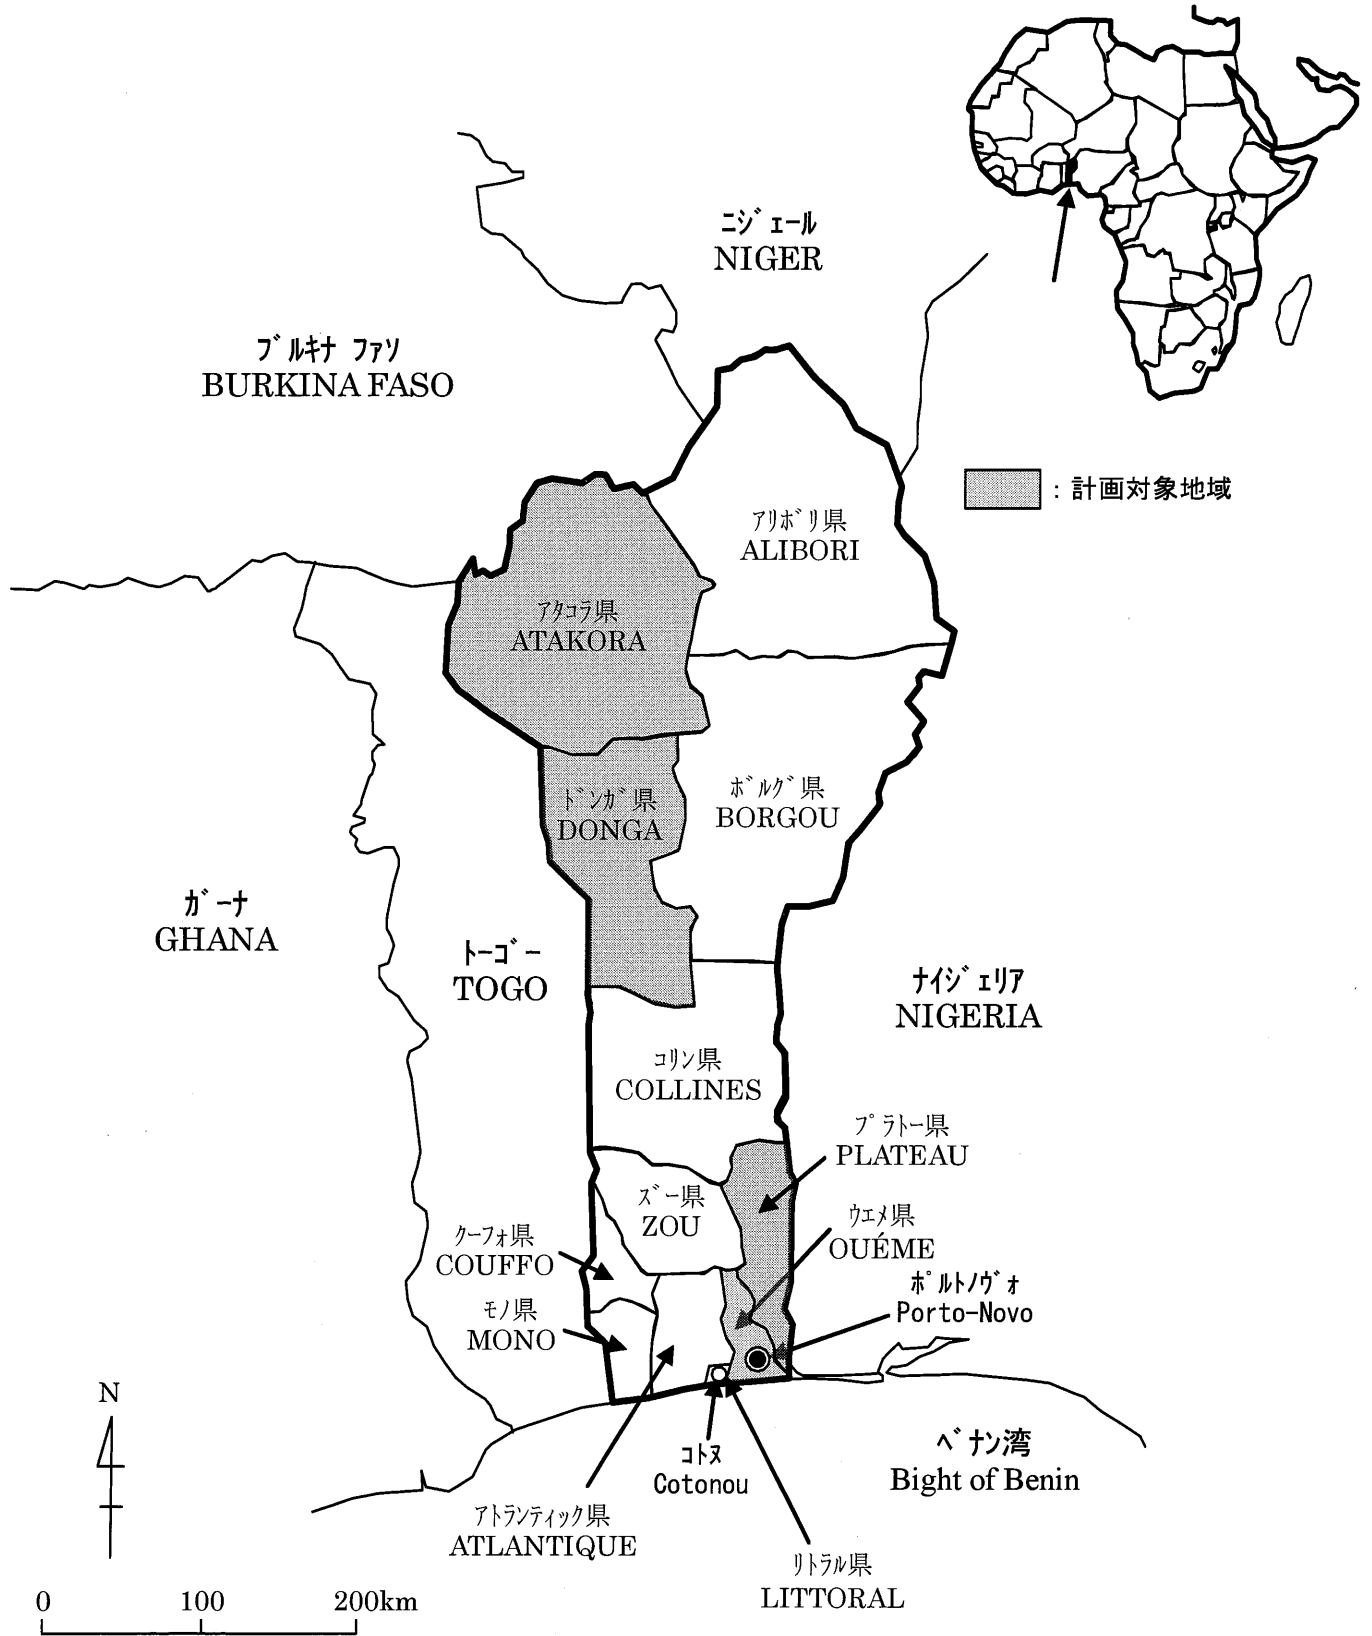 ニジェール
NIGER
ブルキナ ファソ
BURKINA FASO
：計画対象地域
アリボリ県
ALIBORI
アタコラ県
ATAKORA
ドンガ県
DONGA
ボルグ県
BORGOU
ガーナ
GHANA
トーゴー
TOGO
ナイジェリア
NIGERIA
コリン県
COLLINES
プラトー県
PLATEAU
ズー県
ZOU
ウエメ県
OUÉME
クーフォ県
COUFFO
ポルトノヴォ
Porto-Novo
モノ県
MONO
N
コトヌ
Cotonou
ベナン湾
Bight of Benin
アトランティック県
ATLANTIQUE
リトラル県
LITTORAL
0 100 200km